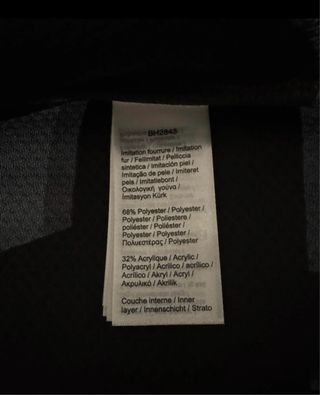 BH2843
Imitation fourrure / Imitation
fur / Fellimitat / Pelliccia
sintetica / Imitación piel /
Imitação de pele / Imiteret
pels / Imitatiebont /
Οικολογική γούνα /
İmitasyon Kürk
68% Polyester / Polyester /
Polyester / Poliestere /
poliéster / Poliéster /
Polyester / Polyester /
Πολυεστέρας / Polyester
32% Acrylique / Acrylic /
Polyacryl / Acrilico / acrílico /
Acrílico / Akryl / Acryl /
Ακρυλικό / Akrilik
Couche interne / Inner
layer / Innenschicht / Strato